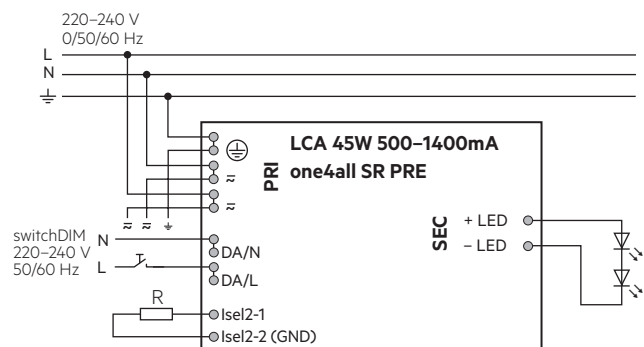 220–240 V
0/50/60 Hz
L
N
LCA 45W 500–1400mA
one4all SR PRE
PRI
SEC
+ LED
– LED
switchDIM
220–240 V
50/60 Hz
N
L
DA/N
DA/L
R
Isel2-1
Isel2-2 (GND)